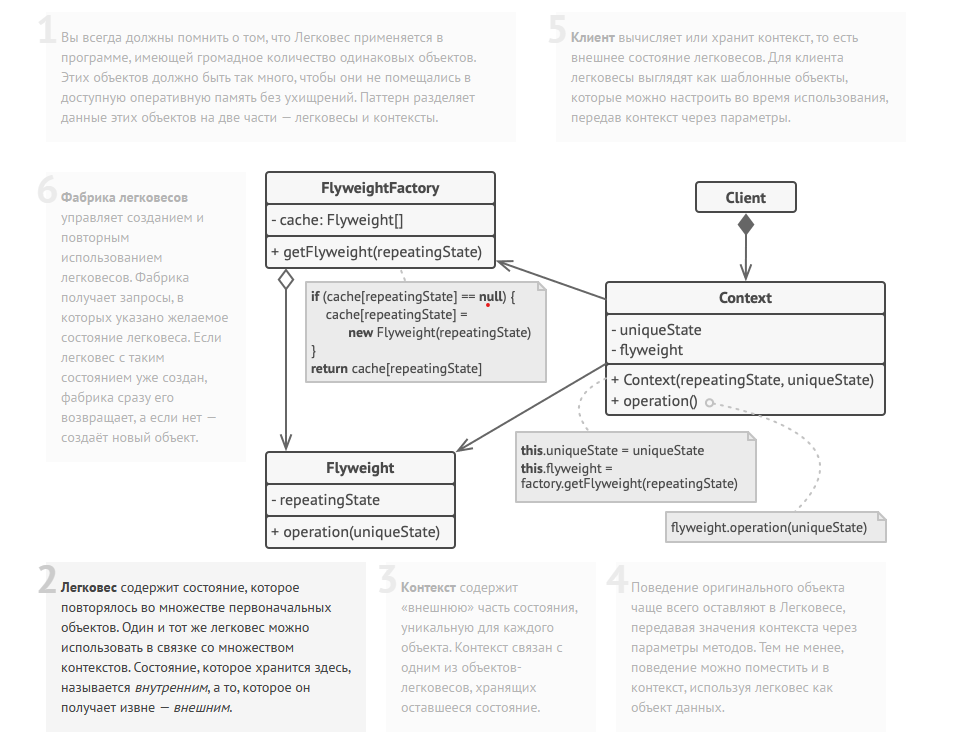 1
Вы всегда должны помнить о том, что Легковес применяется в
программе, имеющей громадное количество одинаковых объектов.
Этих объектов должно быть так много, чтобы они не помещались в
доступную оперативную память без ухищрений. Паттерн разделяет
данные этих объектов на две части — легковесы и контексты.
5
Клиент вычисляет или хранит контекст, то есть
внешнее состояние легковесов. Для клиента
легковесы выглядят как шаблонные объекты,
которые можно настроить во время использования,
передав контекст через параметры.
6
Фабрика легковесов
управляет созданием и
повторным
использованием
легковесов. Фабрика
получает запросы, в
которых указано желаемое
состояние легковеса. Если
легковес с таким
состоянием уже создан,
фабрика сразу его
возвращает, а если нет —
создаёт новый объект.
FlyweightFactory
- cache: Flyweight[]
+ getFlyweight(repeatingState)
if (cache[repeatingState] == null) {
cache[repeatingState] =
new Flyweight(repeatingState)
}
return cache[repeatingState]
Client
Context
- uniqueState
- flyweight
+ Context(repeatingState, uniqueState)
+ operation()
this.uniqueState = uniqueState
this.flyweight =
factory.getFlyweight(repeatingState)
flyweight.operation(uniqueState)
Flyweight
- repeatingState
+ operation(uniqueState)
2
Легковес содержит состояние, которое
повторялось во множестве первоначальных
объектов. Один и тот же легковес можно
использовать в связке со множеством
контекстов. Состояние, которое хранится здесь,
называется внутренним, а то, которое он
получает извне — внешним.
3
Контекст содержит
«внешнюю» часть состояния,
уникальную для каждого
объекта. Контекст связан с
одним из объектов-
легковесов, хранящих
оставшееся состояние.
4
Поведение оригинального объекта
чаще всего оставляют в Легковесе,
передавая значения контекста через
параметры методов. Тем не менее,
поведение можно поместить и в
контекст, используя легковес как
объект данных.